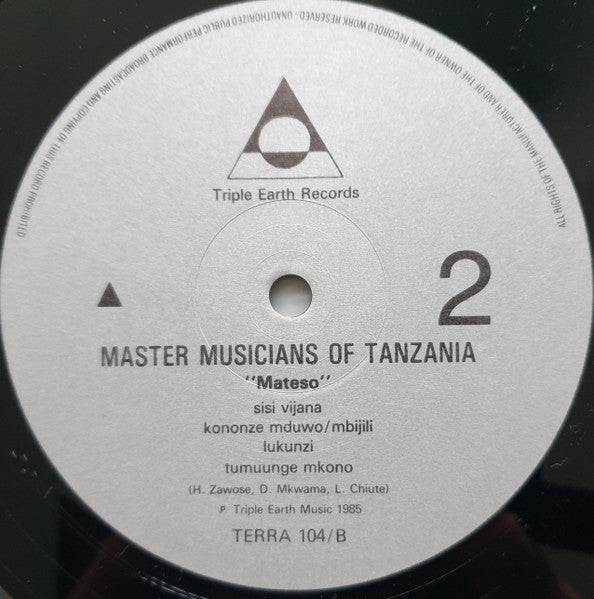 ALL RIGHTS OF THE MANUFACTURER AND OF THE OWNER OF THE RECORDED WORK RESERVED - UNAUTHORIZED PUBLIC PERFORMANCE BROADCASTING AND COPYING OF THIS RECORD PROHIBITED
Triple Earth Records
2
MASTER MUSICIANS OF TANZANIA
"Mateso"
sisi vijana
kononze mduwo/mbijili
lukunzi
tumuunge mkono
(H. Zawose, D. Mkwama, L. Chiute)
P Triple Earth Music 1985
TERRA 104/B